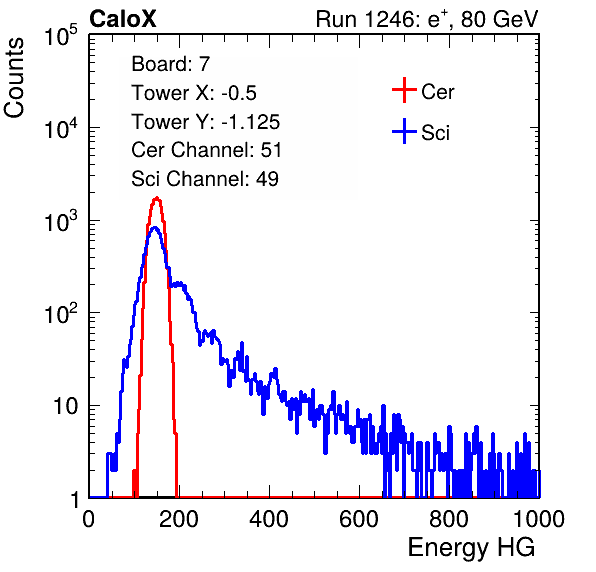 CaloX Run 1246: e⁺, 80 GeV
Counts
Board: 7
Tower X: -0.5
Tower Y: -1.125
Cer Channel: 51
Sci Channel: 49
Cer
Sci
10⁵
10⁴
10³
10²
10
1
0 200 400 600 800 1000
Energy HG